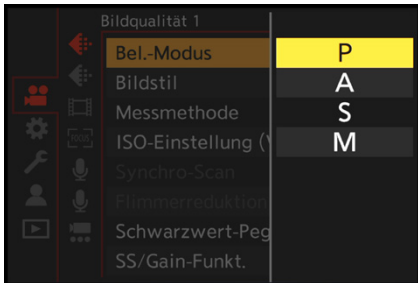 Bildqualität 1
Bel.-Modus
Bildstil
Messmethode
ISO-Einstellung (
Synchro-Scan
Flimmerreduktion
Schwarzwert-Peg
SS/Gain-Funkt.
P
A
S
M